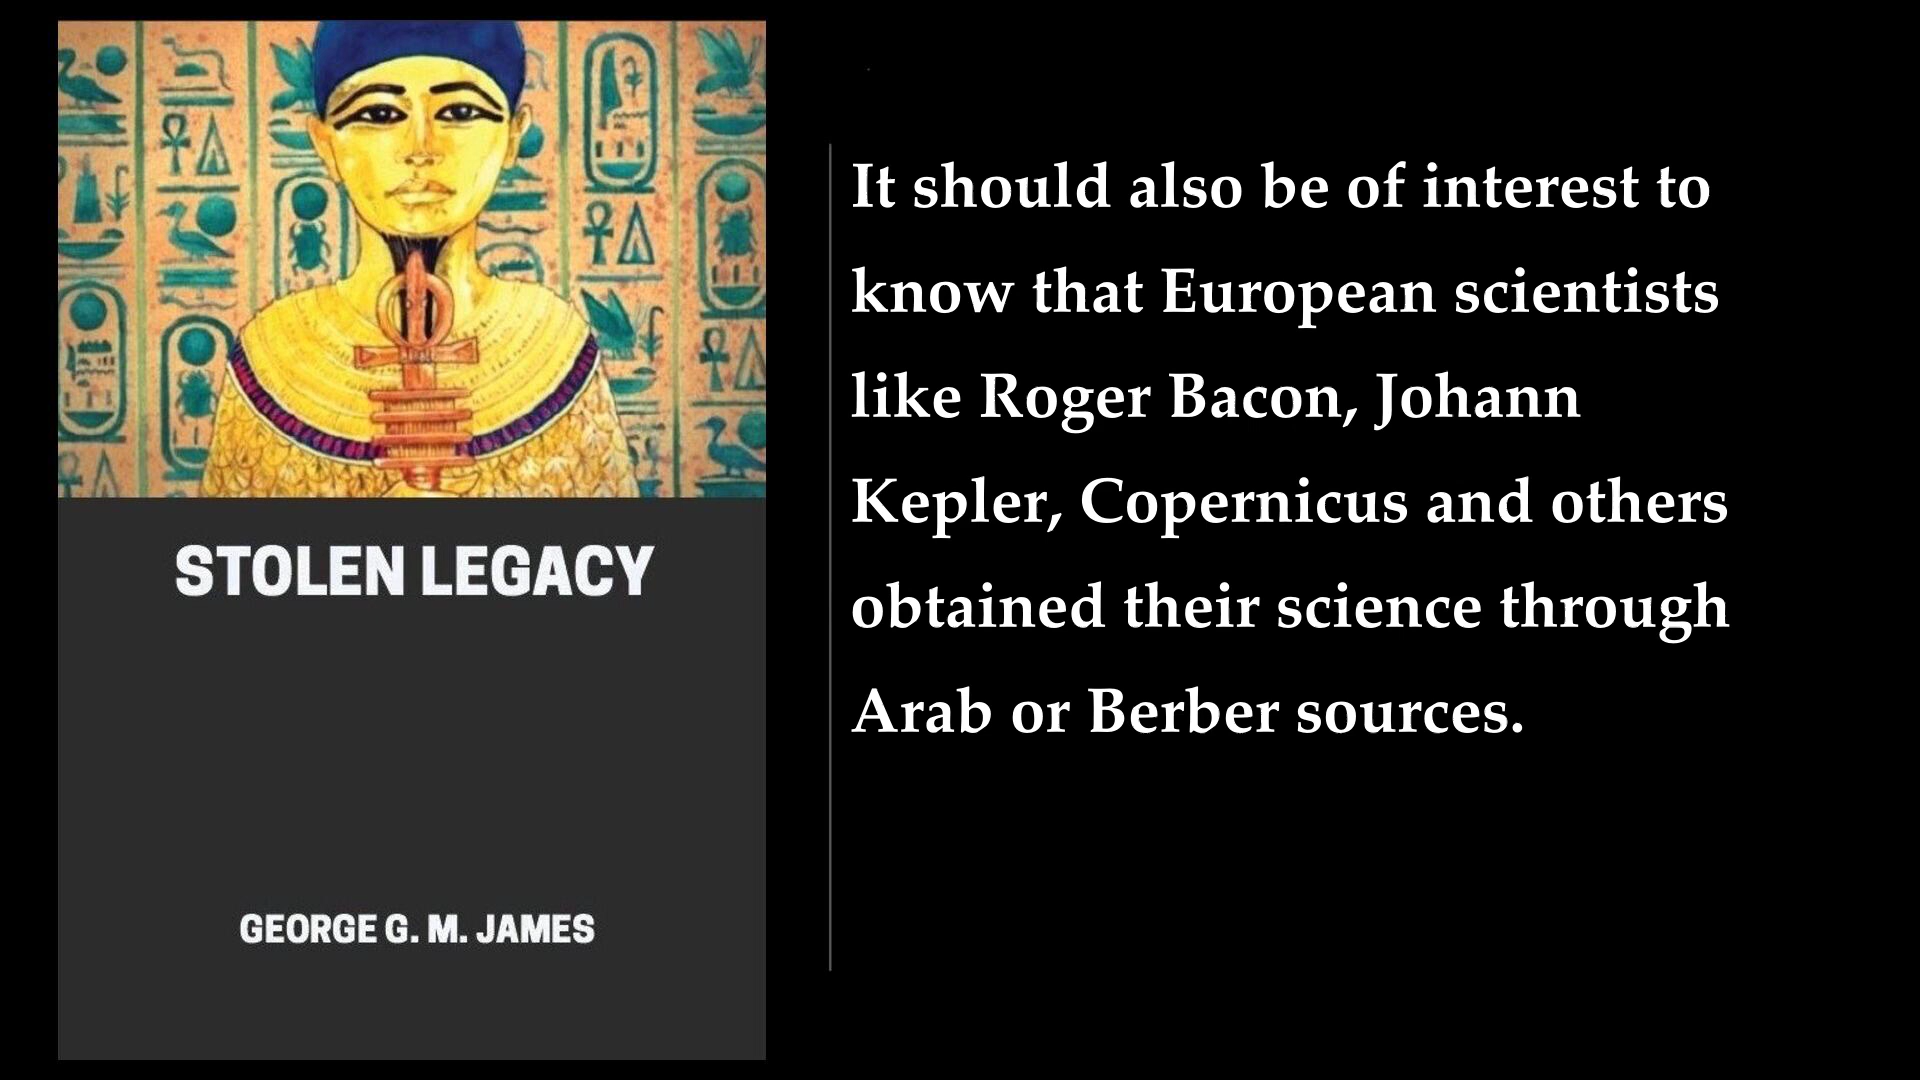 STOLEN LEGACY
GEORGE G. M. JAMES
It should also be of interest to
know that European scientists
like Roger Bacon, Johann
Kepler, Copernicus and others
obtained their science through
Arab or Berber sources.